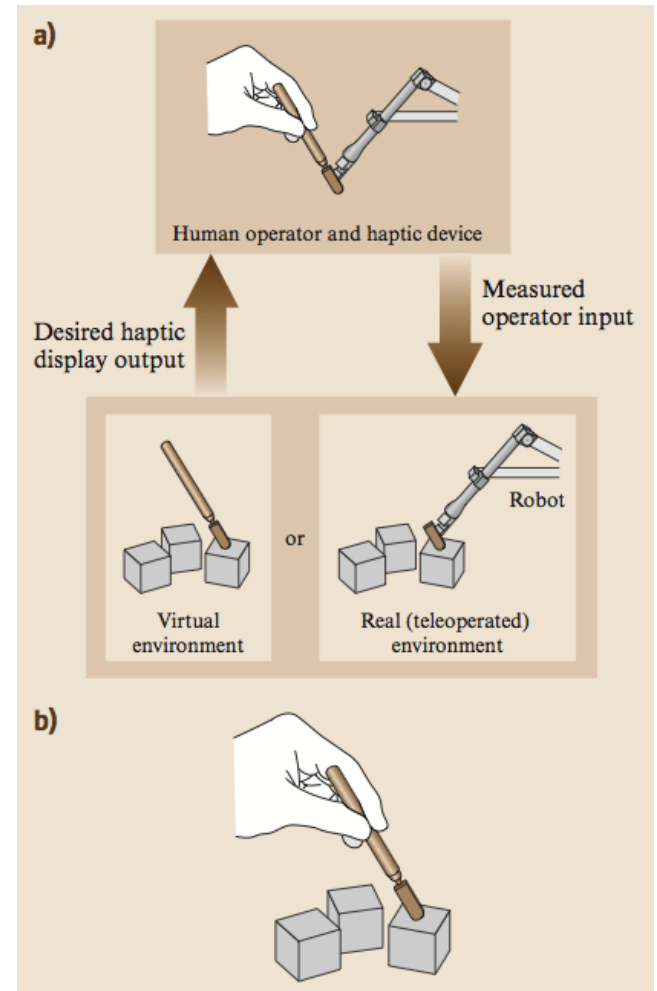 a)
Human operator and haptic device
Desired haptic
display output
Measured
operator input
Robot
or
Virtual
environment
Real (teleoperated)
environment
b)